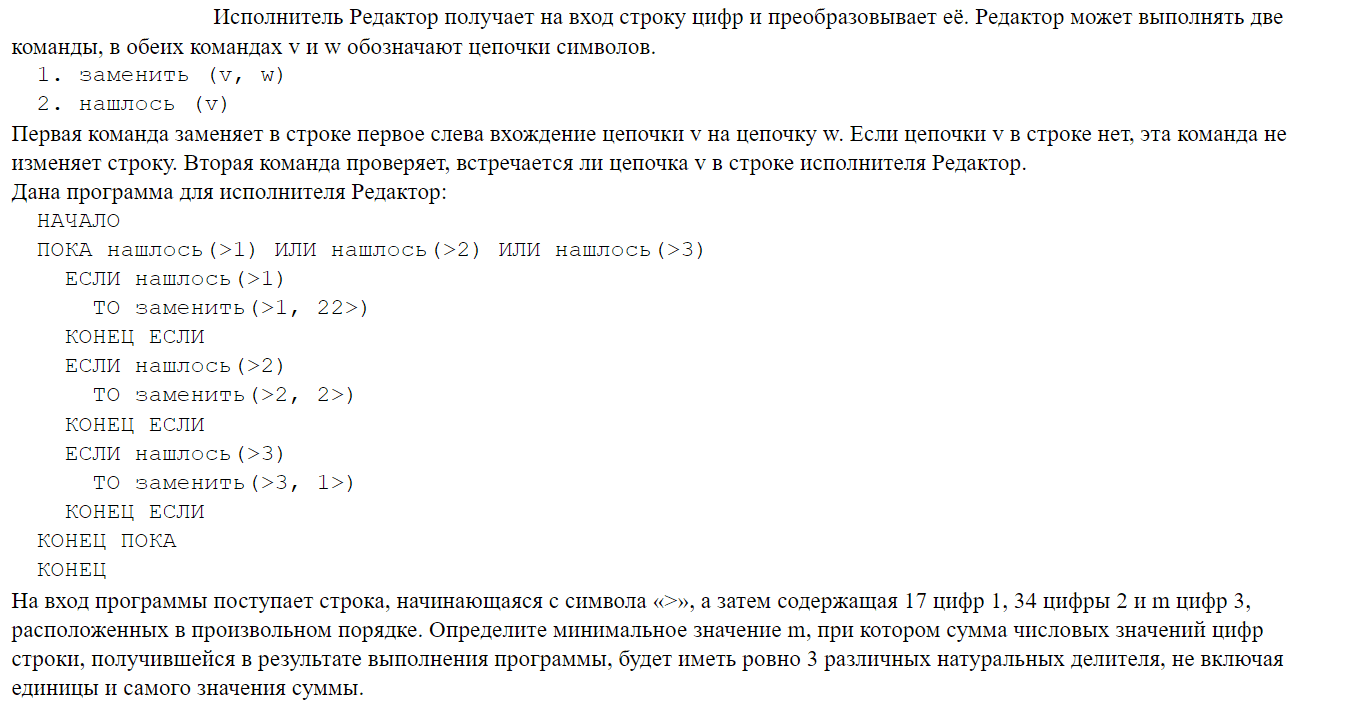 Исполнитель Редактор получает на вход строку цифр и преобразовывает её. Редактор может выполнять две
команды, в обеих командах v и w обозначают цепочки символов.
1. заменить (v, w)
2. нашлось (v)
Первая команда заменяет в строке первое слева вхождение цепочки v на цепочку w. Если цепочки v в строке нет, эта команда не
изменяет строку. Вторая команда проверяет, встречается ли цепочка v в строке исполнителя Редактор.
Дана программа для исполнителя Редактор:
НАЧАЛО
ПОКА нашлось(>1) ИЛИ нашлось(>2) ИЛИ нашлось(>3)
ЕСЛИ нашлось(>1)
ТО заменить(>1, 22>)
КОНЕЦ ЕСЛИ
ЕСЛИ нашлось(>2)
ТО заменить(>2, 2>)
КОНЕЦ ЕСЛИ
ЕСЛИ нашлось(>3)
ТО заменить(>3, 1>)
КОНЕЦ ЕСЛИ
КОНЕЦ ПОКА
КОНЕЦ
На вход программы поступает строка, начинающаяся с символа «>», а затем содержащая 17 цифр 1, 34 цифры 2 и m цифр 3,
расположенных в произвольном порядке. Определите минимальное значение m, при котором сумма числовых значений цифр
строки, получившейся в результате выполнения программы, будет иметь ровно 3 различных натуральных делителя, не включая
единицы и самого значения суммы.